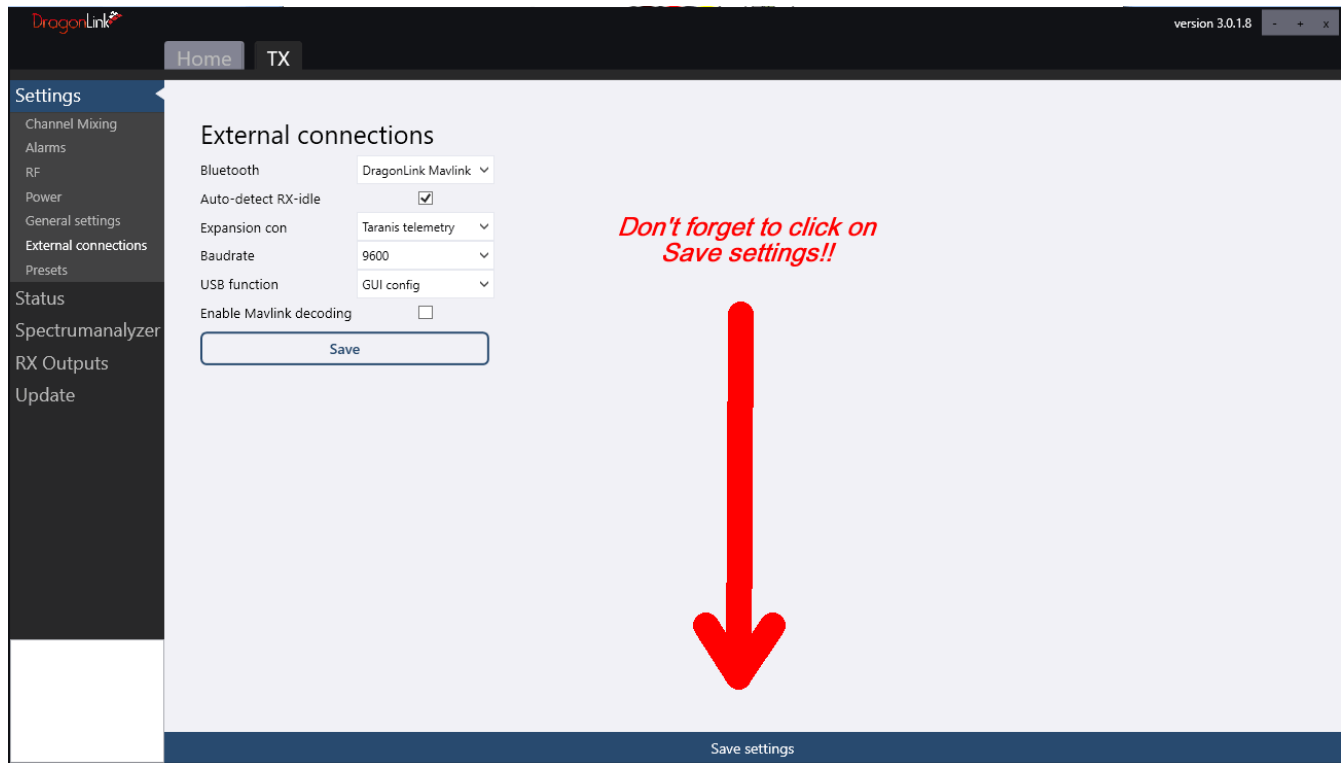 DragonLink
version 3.0.1.8 - + x
Home TX
Settings
Channel Mixing
Alarms
RF
Power
General settings
External connections
Presets
Status
Spectrumanalyzer
RX Outputs
Update
External connections
Bluetooth DragonLink Mavlink
Auto-detect RX-idle
Expansion con Taranis telemetry
Baudrate 9600
USB function GUI config
Enable Mavlink decoding
Save
Don't forget to click on
Save settings!!
Save settings